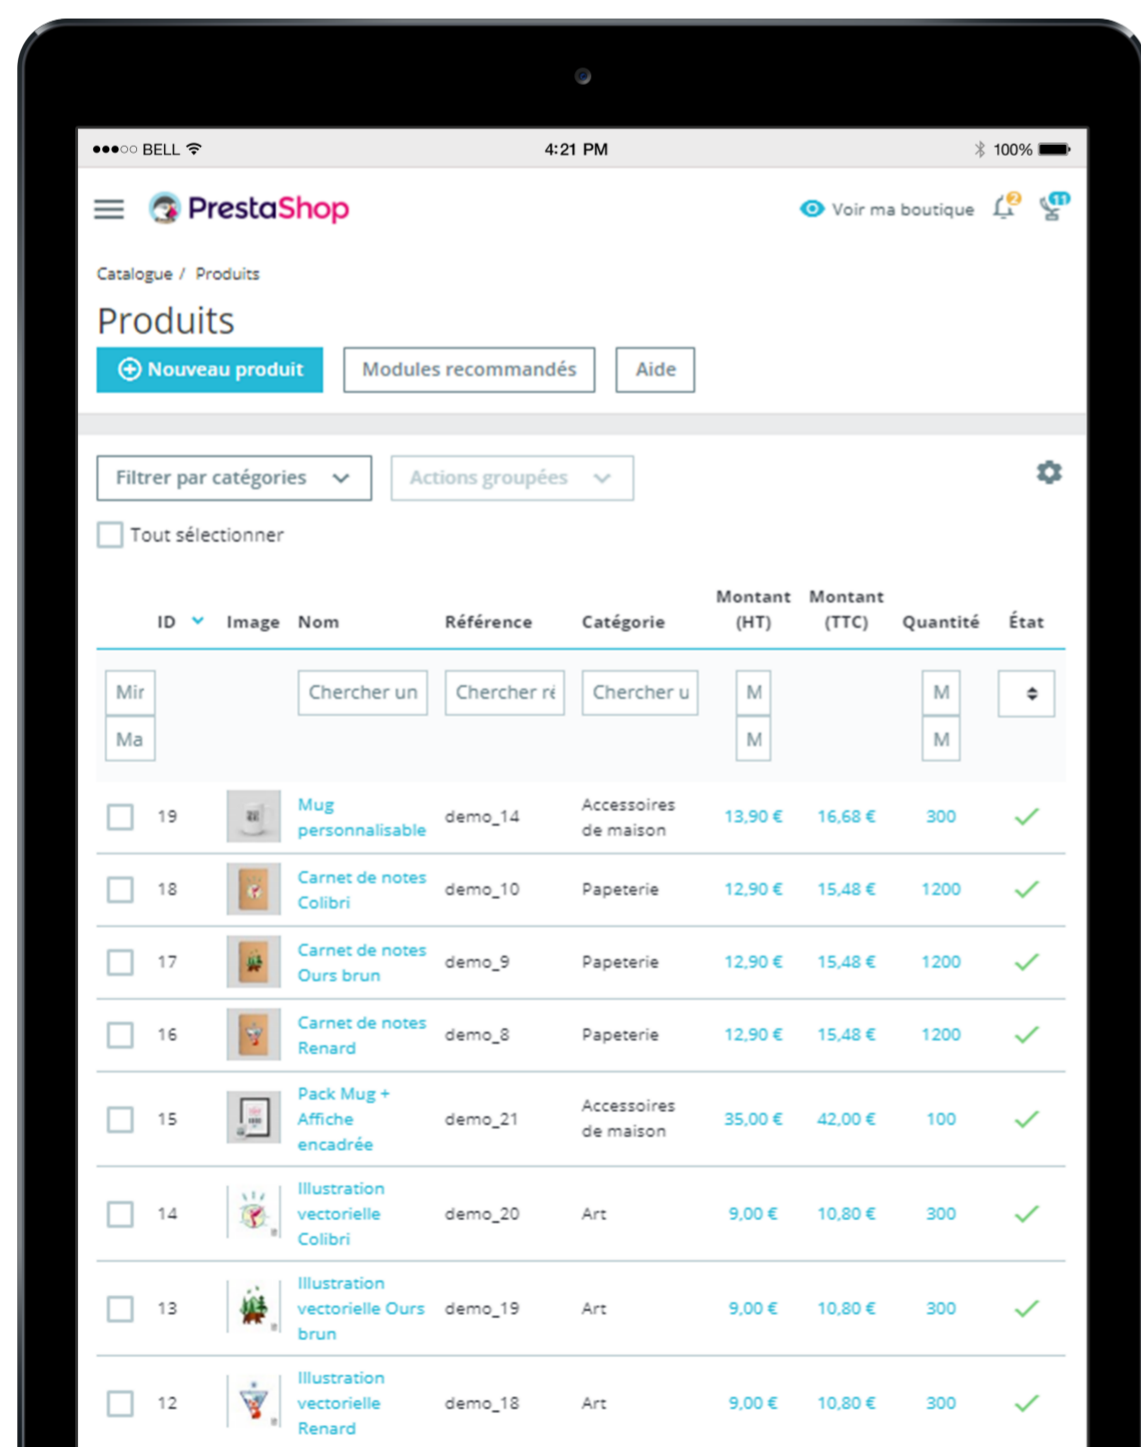 BELL
4:21 PM
100%
PrestaShop
Voir ma boutique
2
11
Catalogue / Produits
Produits
Nouveau produit
Modules recommandés
Aide
Filtrer par catégories
Actions groupées
Tout sélectionner
Montant Montant
ID Image Nom Référence Catégorie (HT) (TTC) Quantité État
Mir Chercher un Chercher ré Chercher u M M
Ma M M
19 Mug personnalisable demo_14 Accessoires de maison 13,90 € 16,68 € 300
18 Carnet de notes Colibri demo_10 Papeterie 12,90 € 15,48 € 1200
17 Carnet de notes Ours brun demo_9 Papeterie 12,90 € 15,48 € 1200
16 Carnet de notes Renard demo_8 Papeterie 12,90 € 15,48 € 1200
15 Pack Mug + Affiche encadrée demo_21 Accessoires de maison 35,00 € 42,00 € 100
14 Illustration vectorielle Colibri demo_20 Art 9,00 € 10,80 € 300
13 Illustration vectorielle Ours brun demo_19 Art 9,00 € 10,80 € 300
12 Illustration vectorielle Renard demo_18 Art 9,00 € 10,80 € 300